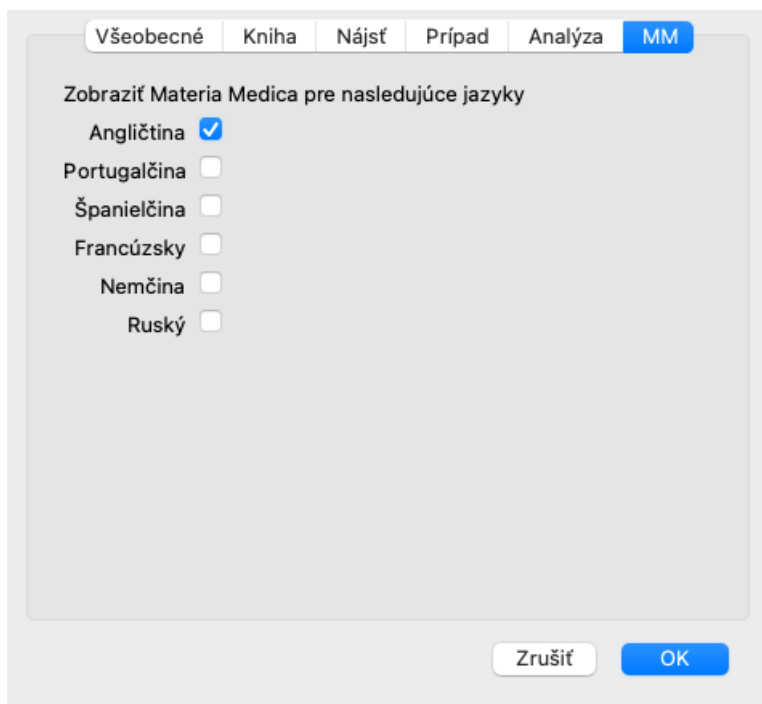 Všeobecné Kniha Nájsť Prípad Analýza MM
Zobraziť Materia Medica pre nasledujúce jazyky
Angličtina
Portugalčina
Španielčina
Francúzsky
Nemčina
Ruský
Zrušiť OK